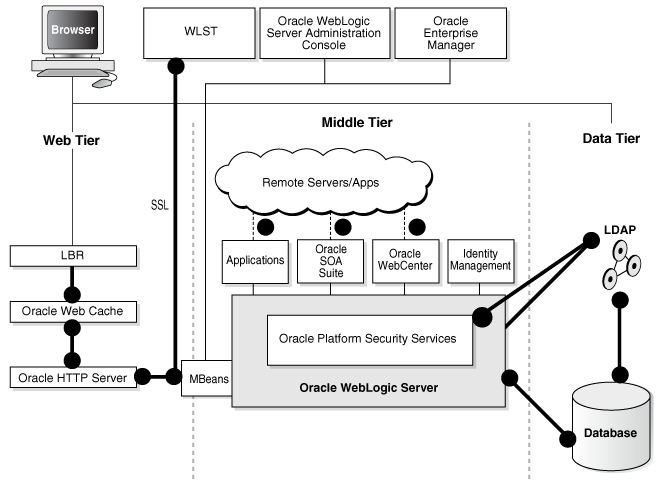 Browser
WLST
Oracle WebLogic
Server Administration
Console
Oracle
Enterprise
Manager
Web Tier
Middle Tier
Data Tier
Remote Servers/Apps
SSL
LBR
Oracle Web Cache
Oracle HTTP Server
Applications
Oracle
SOA
Suite
Oracle
WebCenter
Identity
Management
LDAP
Oracle Platform Security Services
MBeans
Oracle WebLogic Server
Database